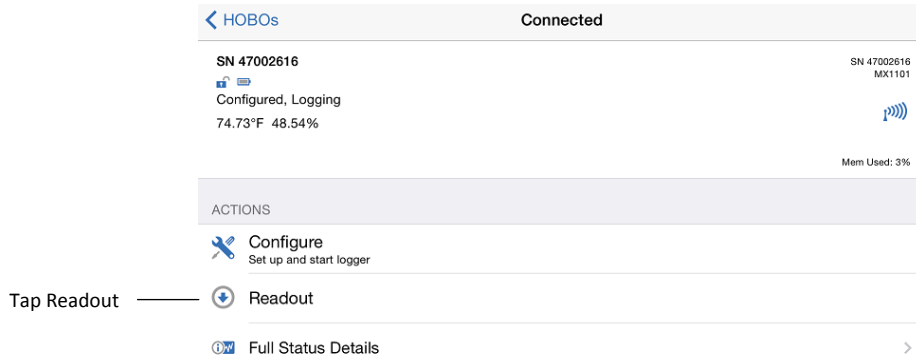 HOBOs
Connected
SN 47002616
SN 47002616
MX1101
Configured, Logging
74.73°F 48.54%
Mem Used: 3%
ACTIONS
Configure
Set up and start logger
Tap Readout
Readout
Full Status Details